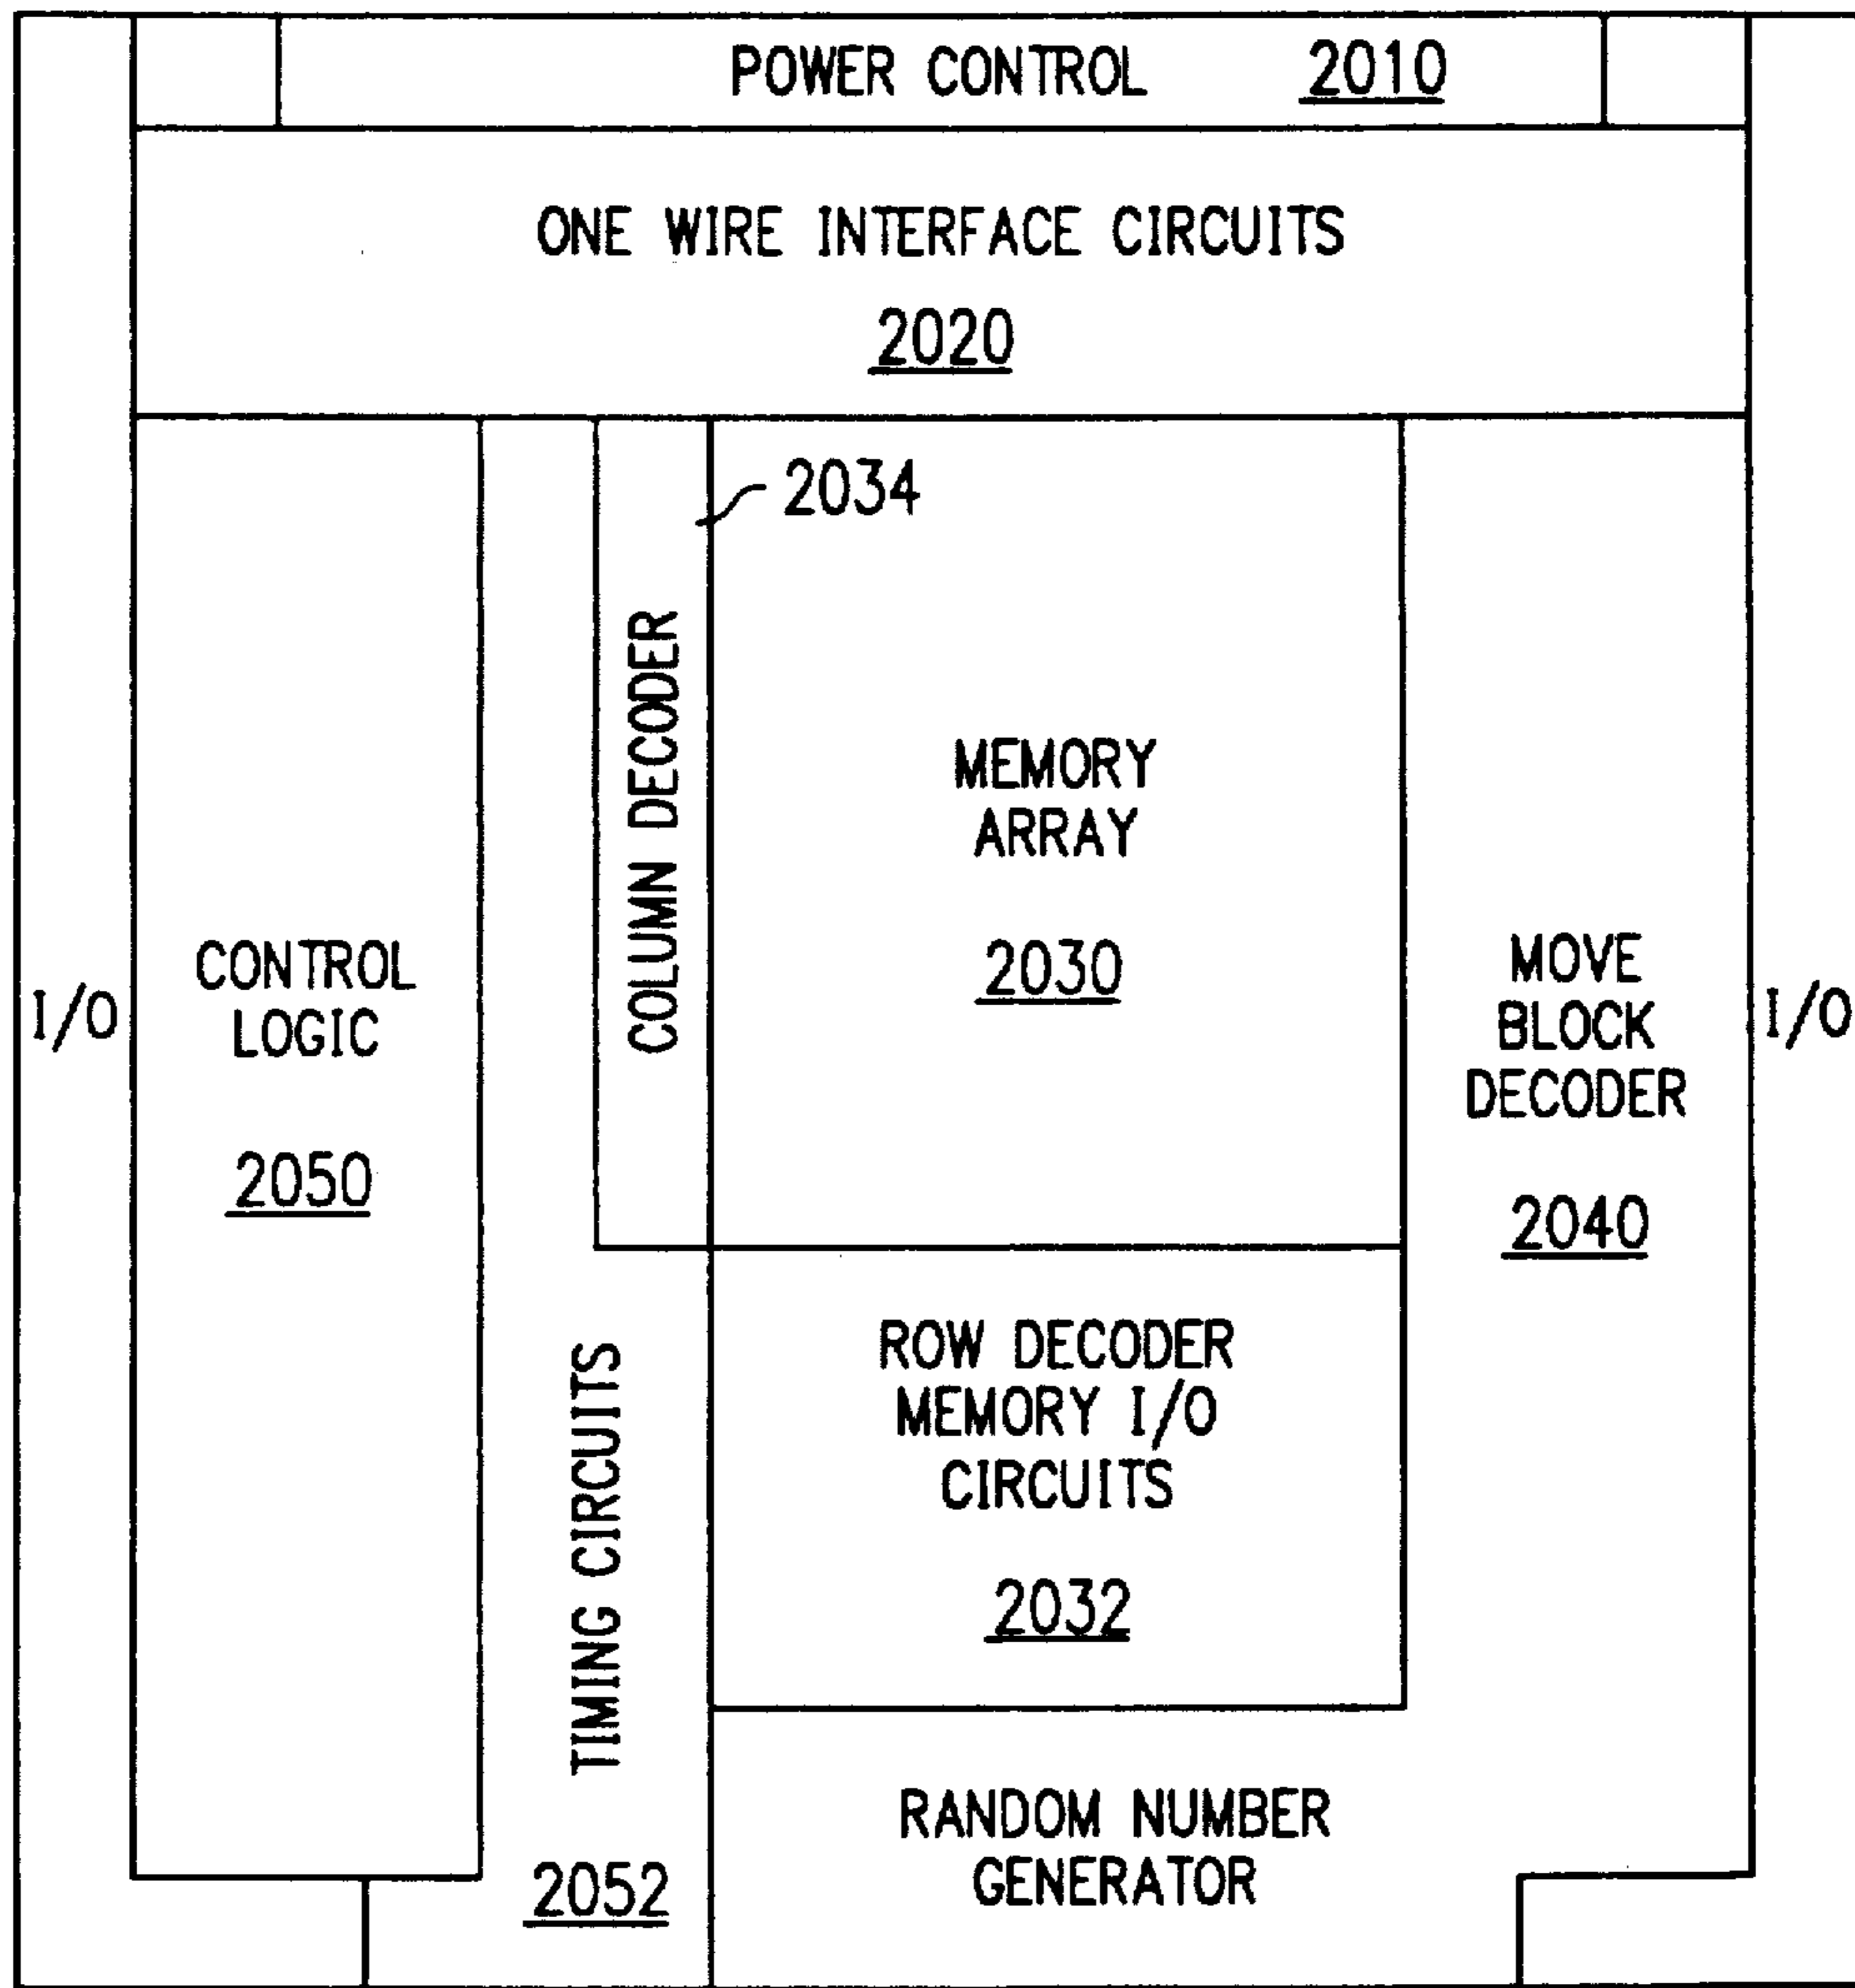 POWER CONTROL 2010
ONE WIRE INTERFACE CIRCUITS
2020
2034
COLUMN DECODER
MEMORY
ARRAY
2030
I/O
CONTROL
LOGIC
2050
MOVE
BLOCK
DECODER
2040
I/O
ROW DECODER
MEMORY I/O
CIRCUITS
2032
TIMING CIRCUITS
2052
RANDOM NUMBER
GENERATOR